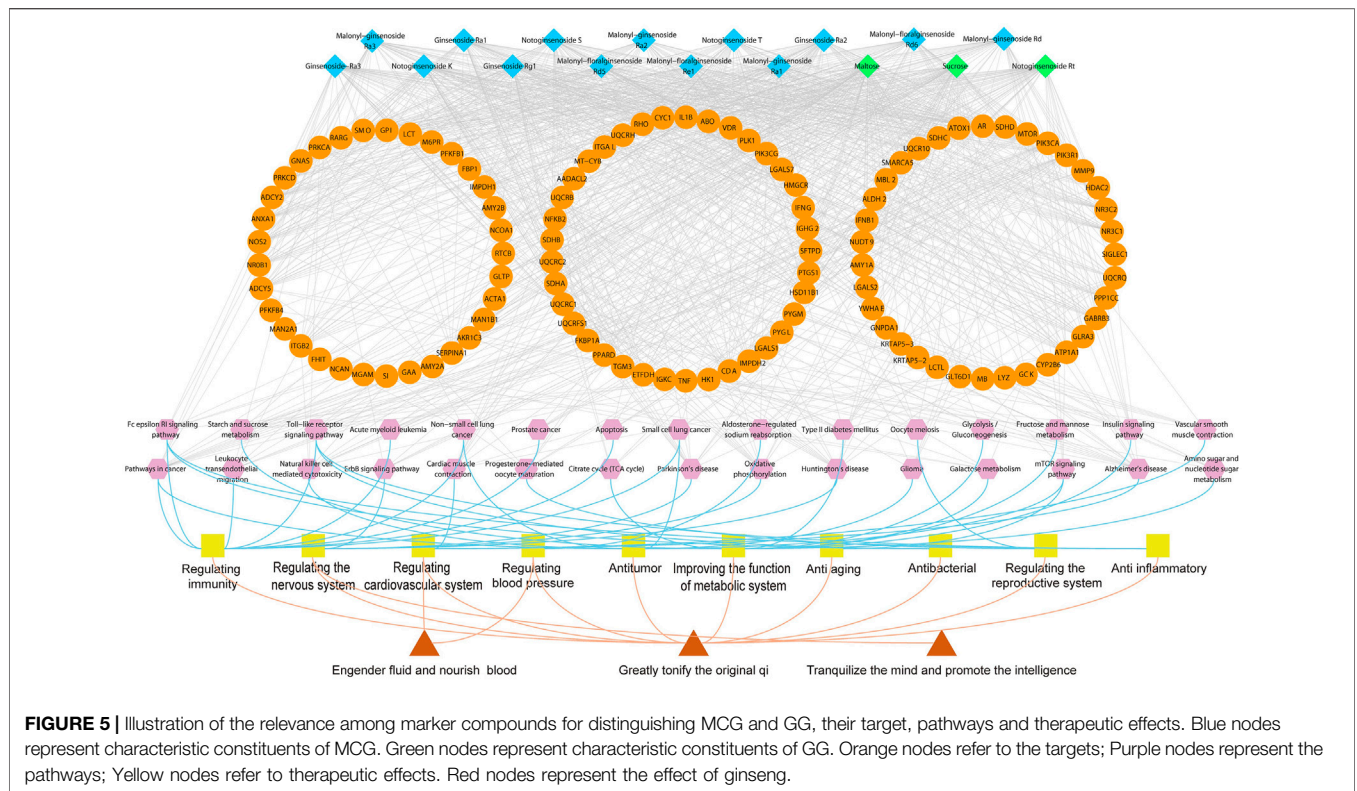 Malonyl-ginsenoside
Ra3
Ginsenoside Ra1
Notoginsenoside S
Malonyl-ginsenoside
Ra2
Notoginsenoside T
Ginsenoside Ra2
Malonyl-floralginsenoside
Rd6
Malonyl-ginsenoside Rd
Ginsenoside-Ra3
Notoginsenoside K
Ginsenoside Rg1
Malonyl-floralginsenoside
Rd5
Malonyl-floralginsenoside
Re1
Malonyl-ginsenoside
Ra1
Maltose
Sucrose
Notoginsenoside Rt
SMO
GPI
LCT
M6PR
PFKFB1
FBP1
IMPDH1
AMY2B
NCOA1
RTCB
GLTP
ACTA1
MAN1B1
AKR1C3
SERPINA1
AMY2A
GAA
SI
MGAM
NCAN
FHIT
ITGB2
MAN2A1
PFKFB4
ADCY5
NR0B1
NOS2
ANXA1
ADCY2
PRKCD
GNAS
PRKCA
RARG
CYC1
IL1B
ABO
VDR
PLK1
PIK3CG
LGALS7
HMGCR
IFNG
IGHG 2
SFTPD
PTGS1
HSD11B1
PYGM
PYG L
LGALS1
IMPDH2
CD A
HK1
TNF
IGKC
ETFDH
TGM3
PPARD
FKBP1A
UQCRFS1
UQCRC1
SDHA
UQCRC2
SDHB
NFKB2
UQCRB
AADACL2
MT-CYB
ITGA L
UQCRH
RHO
ATOX1
AR
SDHD
MTOR
PIK3CA
PIK3R1
MMP9
HDAC2
NR3C2
NR3C1
SIGLEC1
UQCRQ
PPP1CC
GABRB3
GLRA3
ATP1A1
CYP2B6
GC K
LYZ
MB
GLT6D1
LCTL
KRTAP5-2
KRTAP5-3
GNPDA1
YWHA E
LGALS2
AMY1A
NUDT 9
IFNB1
ALDH 2
MBL 2
SMARCA5
UQCR10
SDHC
Fc epsilon RI signaling
pathway
Starch and sucrose
metabolism
Toll-like receptor
signaling pathway
Acute myeloid leukemia
Non-small cell lung
cancer
Prostate cancer
Apoptosis
Small cell lung cancer
Aldosterone-regulated
sodium reabsorption
Type II diabetes mellitus
Oocyte meiosis
Glycolysis /
Gluconeogenesis
Fructose and mannose
metabolism
Insulin signaling
pathway
Vascular smooth
muscle contraction
Pathways in cancer
Leukocyte
transendothelial
migration
Natural killer cell
mediated cytotoxicity
ErbB signaling pathway
Cardiac muscle
contraction
Progesterone-mediated
oocyte maturation
Citrate cycle (TCA cycle)
Parkinson's disease
Oxidative
phosphorylation
Huntington's disease
Glioma
Galactose metabolism
mTOR signaling
pathway
Alzheimer's disease
Amino sugar and
nucleotide sugar
metabolism
Regulating
immunity
Regulating the
nervous system
Regulating
cardiovascular system
Regulating
blood pressure
Antitumor
Improving the function
of metabolic system
Anti aging
Antibacterial
Regulating the
reproductive system
Anti inflammatory
Engender fluid and nourish blood
Greatly tonify the original qi
Tranquilize the mind and promote the intelligence
FIGURE 5 | Illustration of the relevance among marker compounds for distinguishing MCG and GG, their target, pathways and therapeutic effects. Blue nodes
represent characteristic constituents of MCG. Green nodes represent characteristic constituents of GG. Orange nodes refer to the targets; Purple nodes represent the
pathways; Yellow nodes refer to therapeutic effects. Red nodes represent the effect of ginseng.